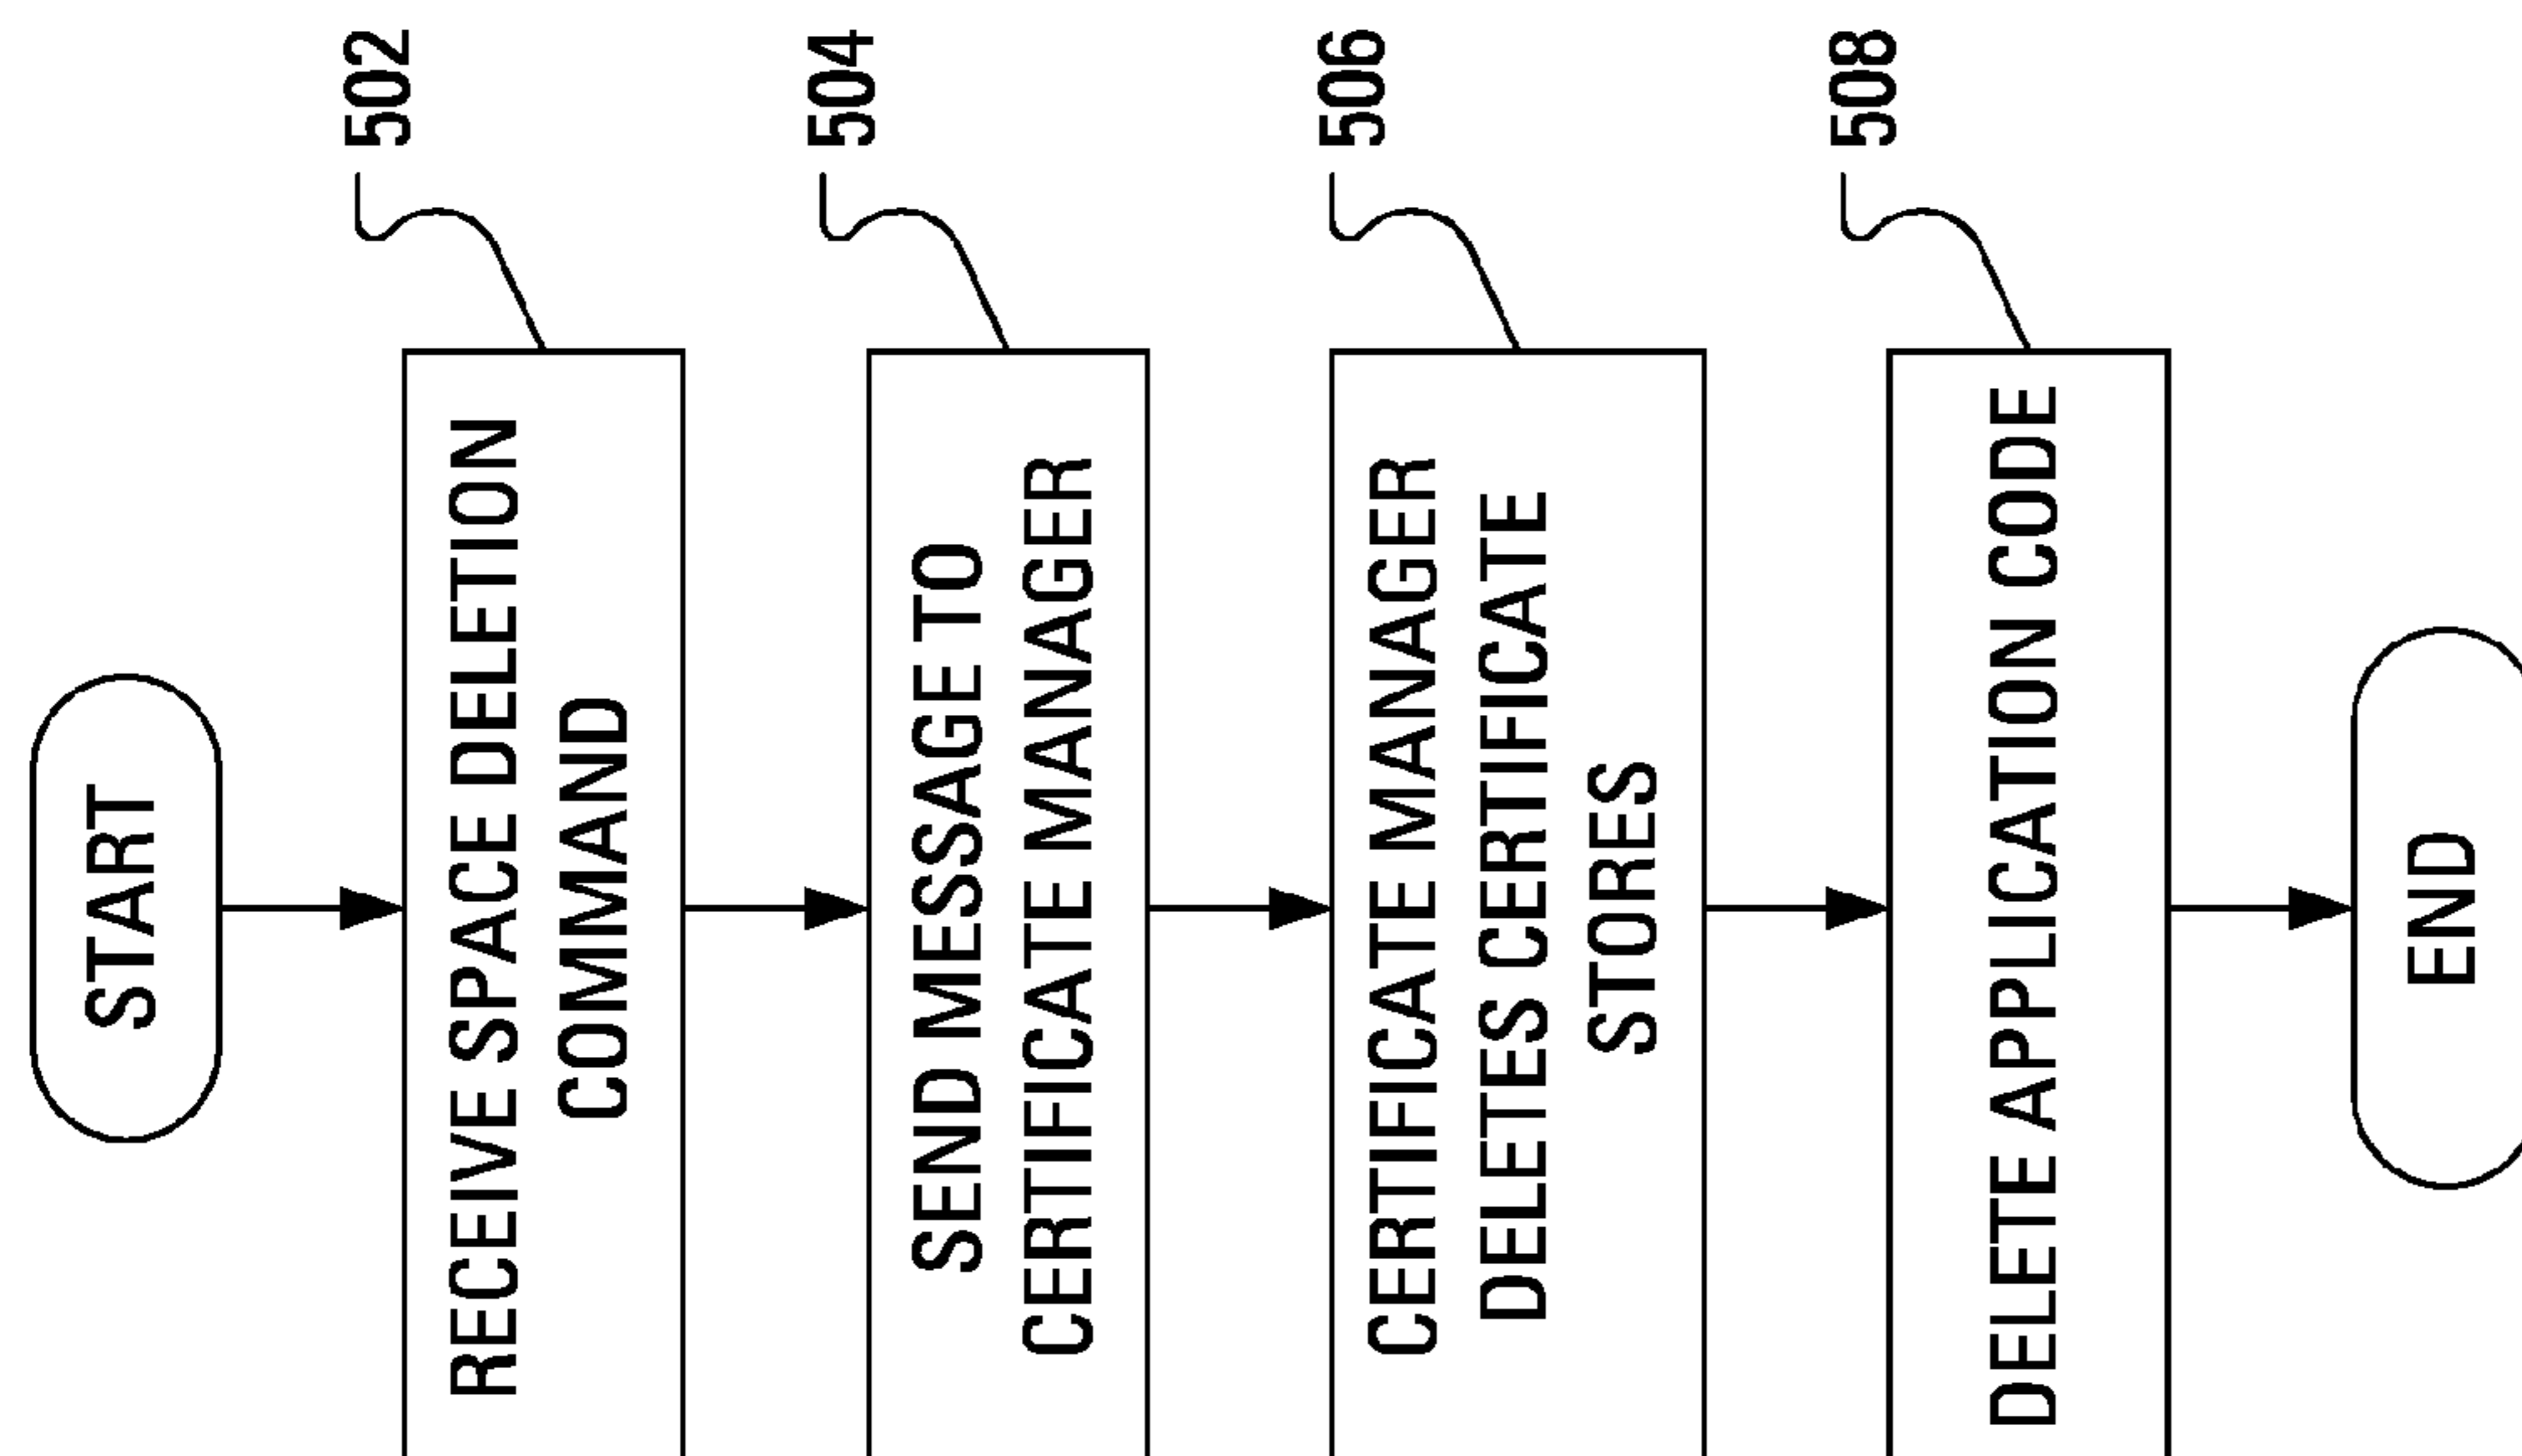 START
502
RECEIVE SPACE DELETION
COMMAND
504
SEND MESSAGE TO
CERTIFICATE MANAGER
506
CERTIFICATE MANAGER
DELETES CERTIFICATE
STORES
508
DELETE APPLICATION CODE
END